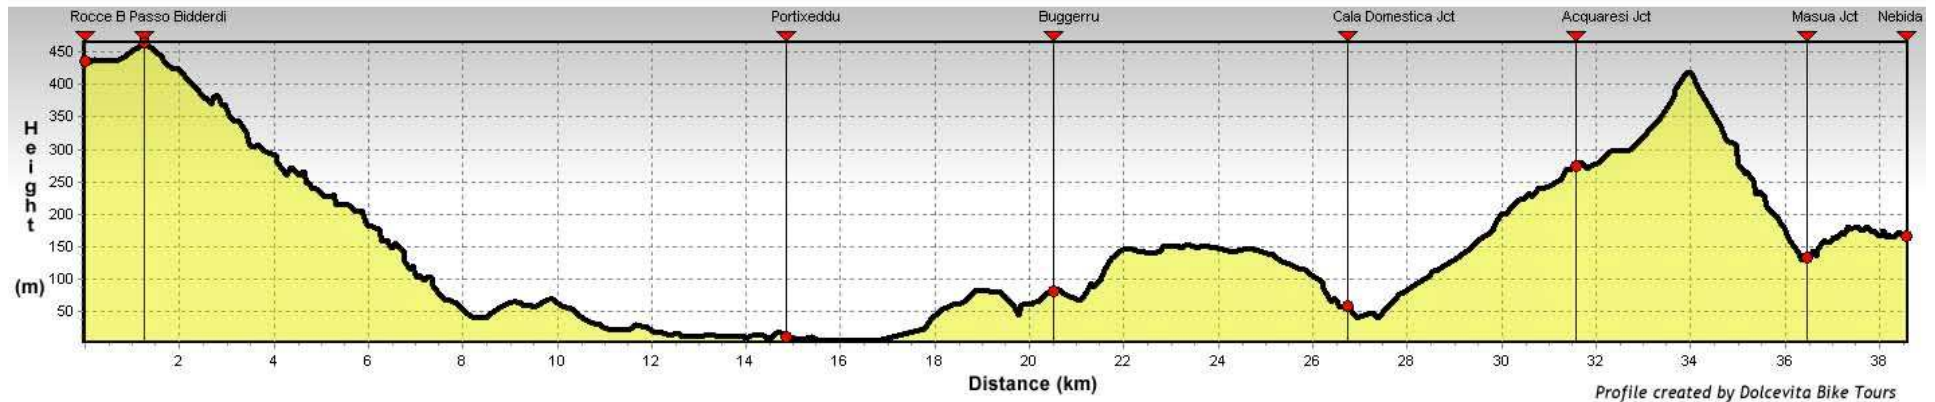 Rocce B Passo Bidderdi Portixeddu Buggerru Cala Domestica Jct Acquaresi Jct Masua Jct Nebida
450
400
350
300
250
200
150
100
50
Height
(m)
2 4 6 8 10 12 14 16 18 20 22 24 26 28 30 32 34 36 38
Distance (km)
Profile created by Dolcevita Bike Tours